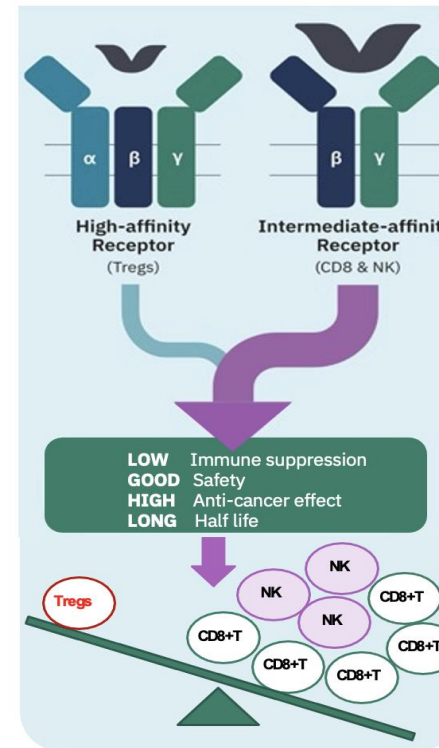 α β γ
β γ
High-affinity
Receptor
(Tregs)
Intermediate-affinit
Receptor
(CD8 & NK)
LOW Immune suppression
GOOD Safety
HIGH Anti-cancer effect
LONG Half life
Tregs
NK
NK
NK
CD8+T
CD8+T
CD8+T
CD8+T
CD8+T